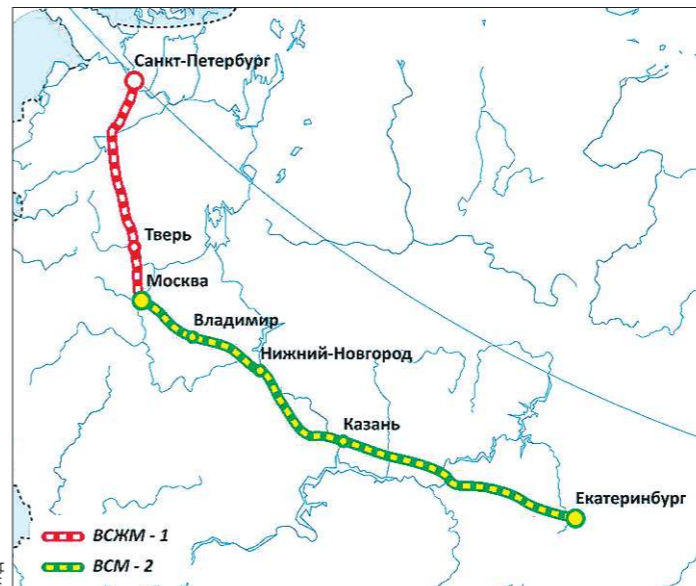 Санкт-Петербург
Тверь
Москва
Владимир
Нижний-Новгород
Казань
Екатеринбург
ВСЖМ - 1
ВСМ - 2